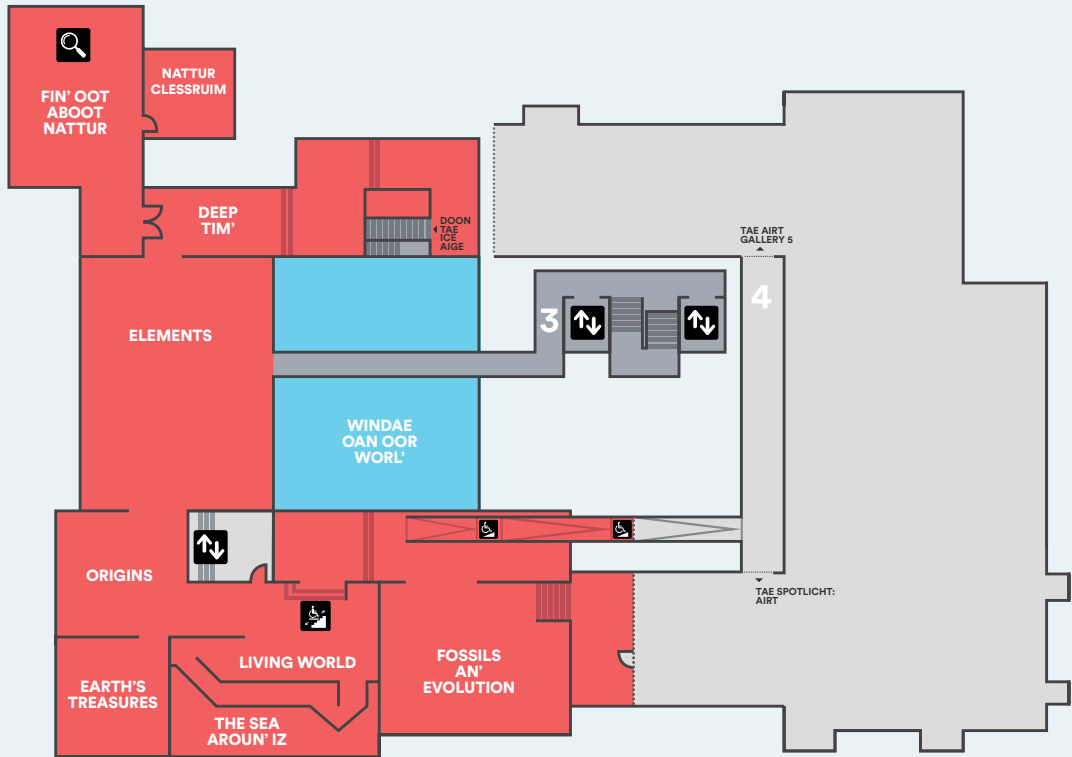 FIN' OOT
ABOOT
NATTUR
NATTUR
CLESSRUIM
DEEP
TIM'
DOON
TAE
ICE
AIGE
TAE AIRT
GALLERY 5
ELEMENTS
3
4
WINDAE
OAN OOR
WORL'
ORIGINS
TAE SPOTLICHT:
AIRT
LIVING WORLD
FOSSILS
AN'
EVOLUTION
EARTH'S
TREASURES
THE SEA
AROUN' IZ